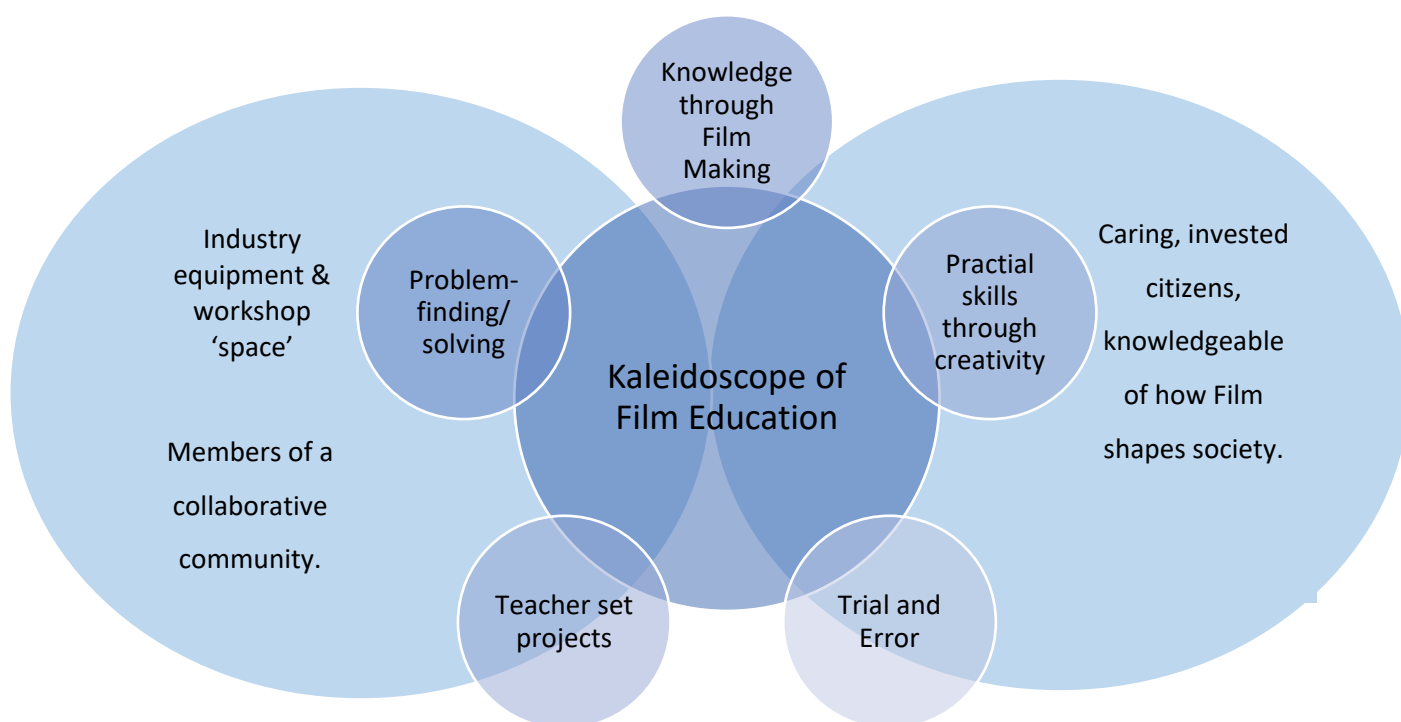 Knowledge
through
Film
Making
Industry
equipment &
workshop
‘space’
Members of a
collaborative
community.
Problem-
finding/
solving
Kaleidoscope of
Film Education
Practial
skills
through
creativity
Caring, invested
citizens,
knowledgeable
of how Film
shapes society.
Teacher set
projects
Trial and
Error